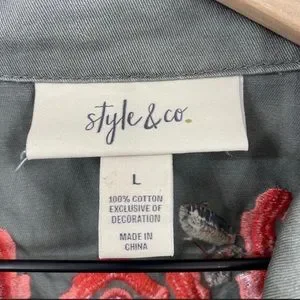 style & co.
L
100% COTTON
EXCLUSIVE OF
DECORATION
MADE IN
CHINA